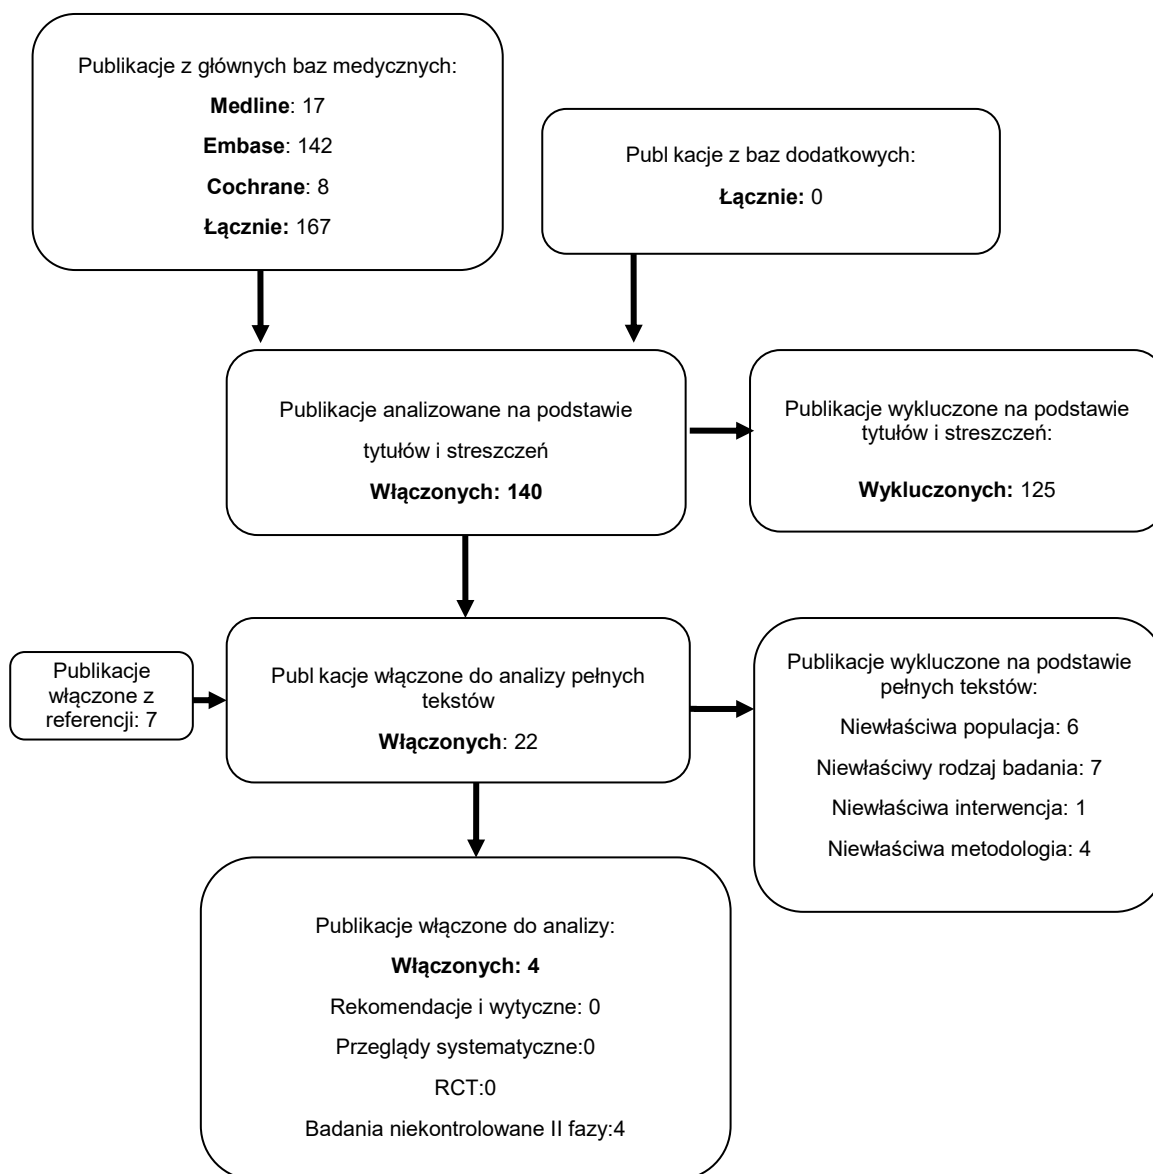 Publikacje z głównych baz medycznych:
Medline: 17
Embase: 142
Cochrane: 8
Łącznie: 167
Publ kacje z baz dodatkowych:
Łącznie: 0
Publikacje analizowane na podstawie
tytułów i streszczeń
Włączonych: 140
Publikacje wykluczone na podstawie
tytułów i streszczeń:
Wykluczonych: 125
Publikacje
włączone z
referencji: 7
Publ kacje włączone do analizy pełnych
tekstów
Włączonych: 22
Publikacje wykluczone na podstawie
pełnych tekstów:
Niewłaściwa populacja: 6
Niewłaściwy rodzaj badania: 7
Niewłaściwa interwencja: 1
Niewłaściwa metodologia: 4
Publikacje włączone do analizy:
Włączonych: 4
Rekomendacje i wytyczne: 0
Przeglądy systematyczne:0
RCT:0
Badania niekontrolowane II fazy:4